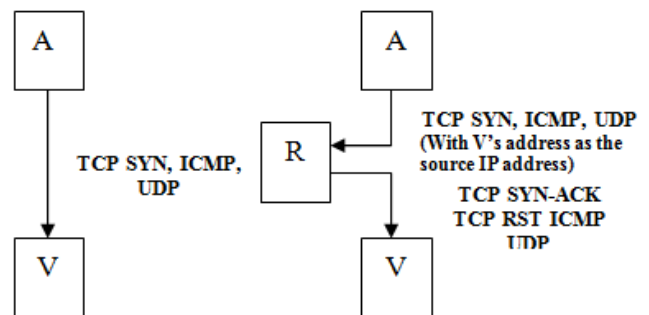 A
A
TCP SYN, ICMP, UDP
(With V's address as the
source IP address)
R
TCP SYN, ICMP,
UDP
TCP SYN-ACK
TCP RST ICMP
UDP
V
V